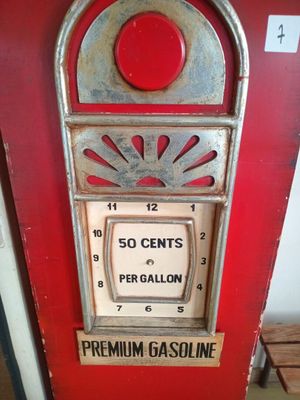 7
11 12 1
10 2
9 3
8 4
7 6 5
50 CENTS
PER GALLON
PREMIUM GASOLINE